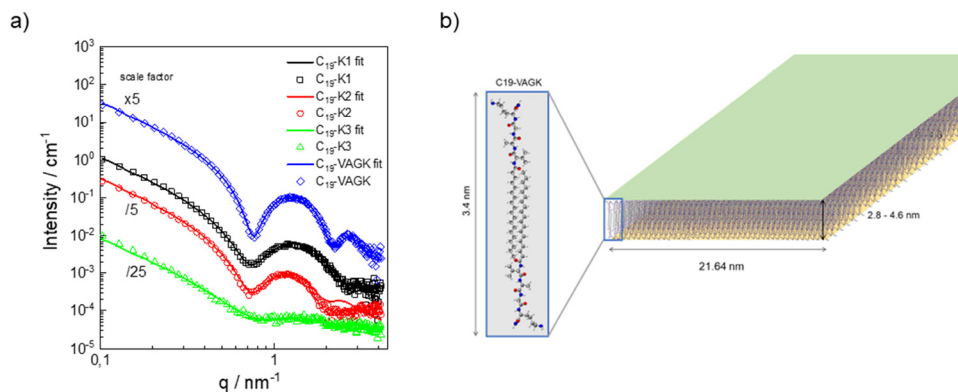 a)
b)
10³
10²
10¹
10⁰
10⁻¹
10⁻²
10⁻³
10⁻⁴
10⁻⁵
Intensity / cm⁻¹
scale factor
x5
/5
/25
C₁₉-K1 fit
C₁₉-K1
C₁₉-K2 fit
C₁₉-K2
C₁₉-K3 fit
C₁₉-K3
C₁₉-VAGK fit
C₁₉-VAGK
0,1
1
q / nm⁻¹
C19-VAGK
3.4 nm
2.8 - 4.6 nm
21.64 nm